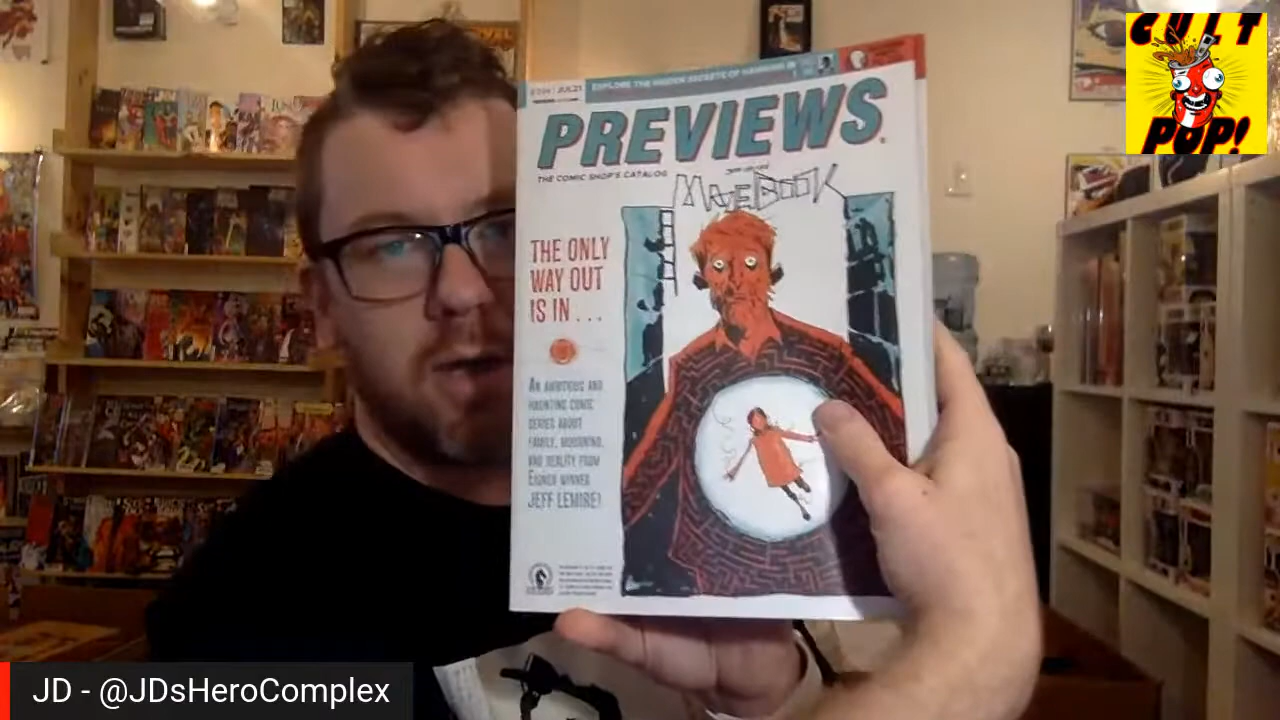 CULT
POP!
JUL21
EXPLORE THE HIDDEN SECRETS OF
PREVIEWS
THE COMIC SHOP'S CATALOG
MAZEBOOK
THE ONLY
WAY OUT
IS IN . . .
AN AMBITIOUS AND
HAUNTING COMIC
SERIES ABOUT
FAMILY, MOURNING,
AND REALITY FROM
EISNER WINNER
JEFF LEMIRE!
JD - @JDsHeroComplex